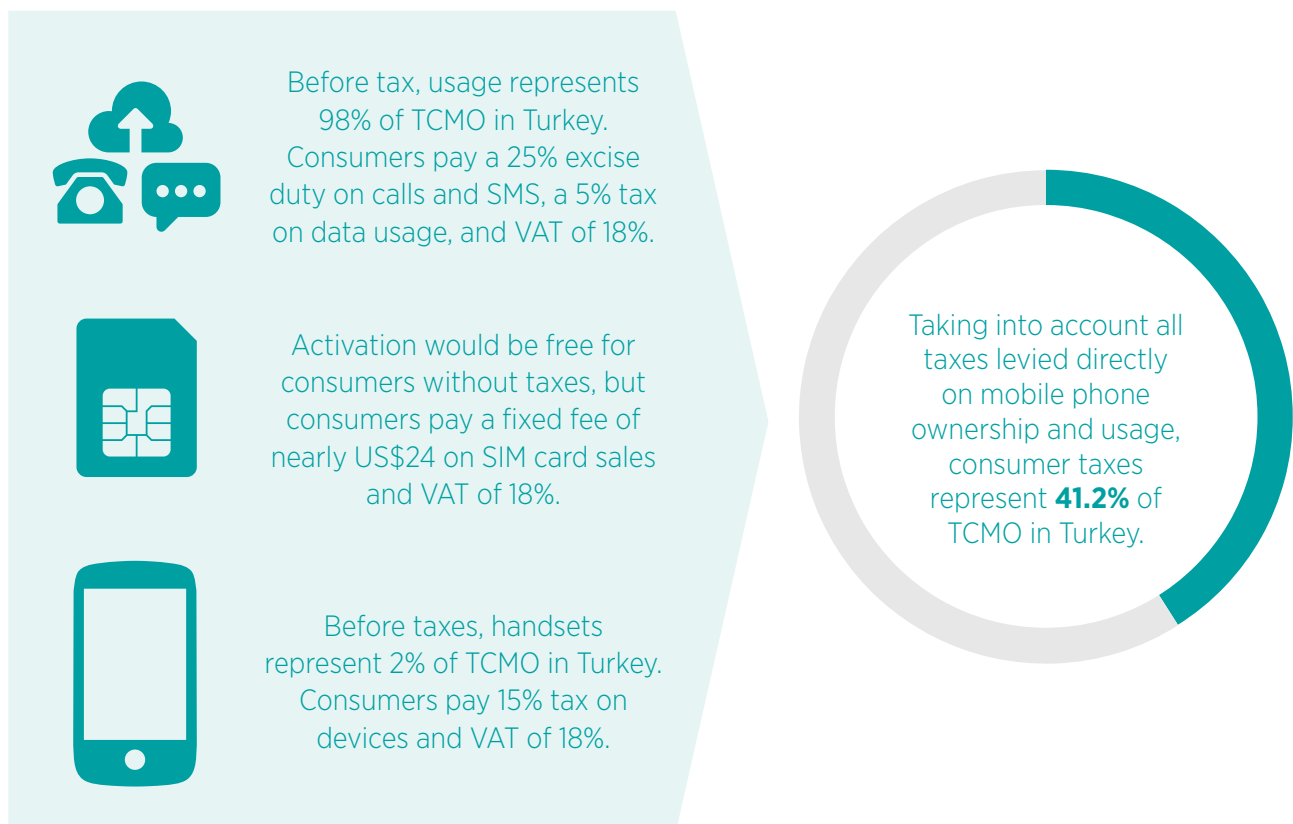 Before tax, usage represents
98% of TCMO in Turkey.
Consumers pay a 25% excise
duty on calls and SMS, a 5% tax
on data usage, and VAT of 18%.
Activation would be free for
consumers without taxes, but
consumers pay a fixed fee of
nearly US$24 on SIM card sales
and VAT of 18%.
Before taxes, handsets
represent 2% of TCMO in Turkey.
Consumers pay 15% tax on
devices and VAT of 18%.
Taking into account all
taxes levied directly
on mobile phone
ownership and usage,
consumer taxes
represent 41.2% of
TCMO in Turkey.